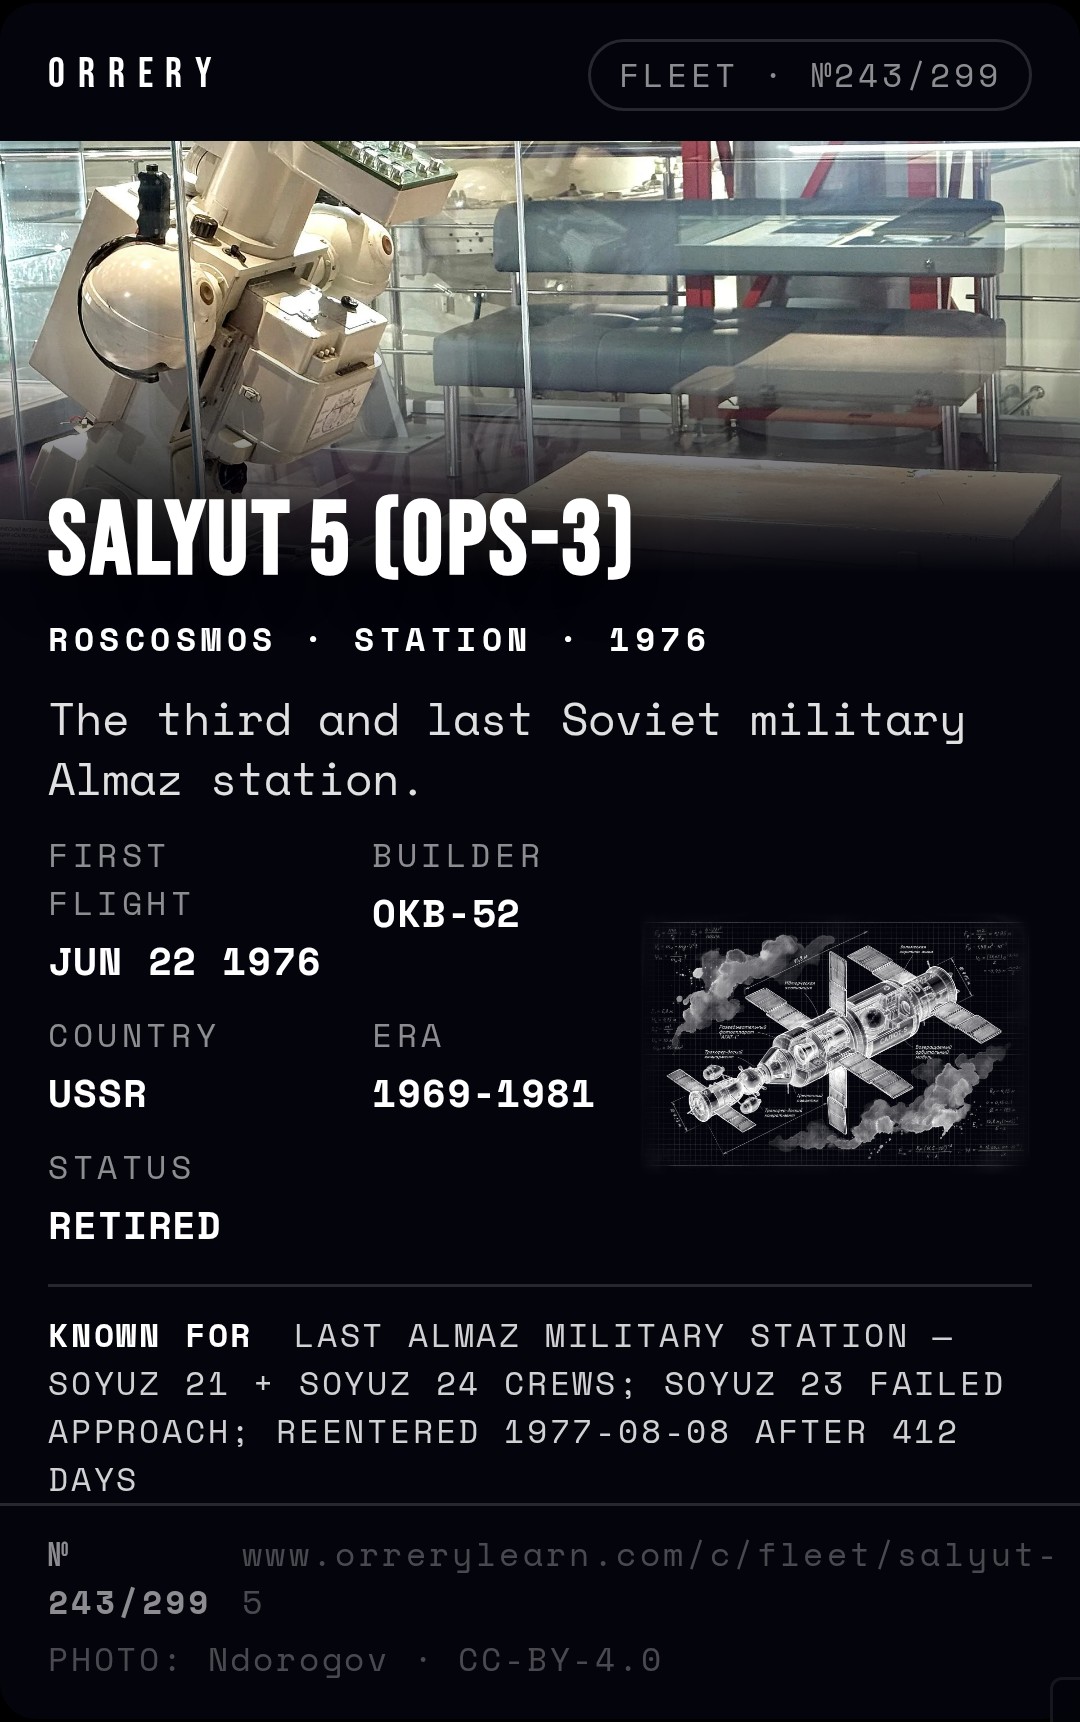 ORRERY
FLEET · №243/299
SALYUT 5 (OPS-3)
ROSCOSMOS · STATION · 1976
The third and last Soviet military
Almaz station.
FIRST
FLIGHT
JUN 22 1976
BUILDER
OKB-52
COUNTRY
USSR
ERA
1969-1981
STATUS
RETIRED
KNOWN FOR LAST ALMAZ MILITARY STATION —
SOYUZ 21 + SOYUZ 24 CREWS; SOYUZ 23 FAILED
APPROACH; REENTERED 1977-08-08 AFTER 412
DAYS
№
243/299
www.orrerylearn.com/c/fleet/salyut-
5
PHOTO: Ndorogov · CC-BY-4.0